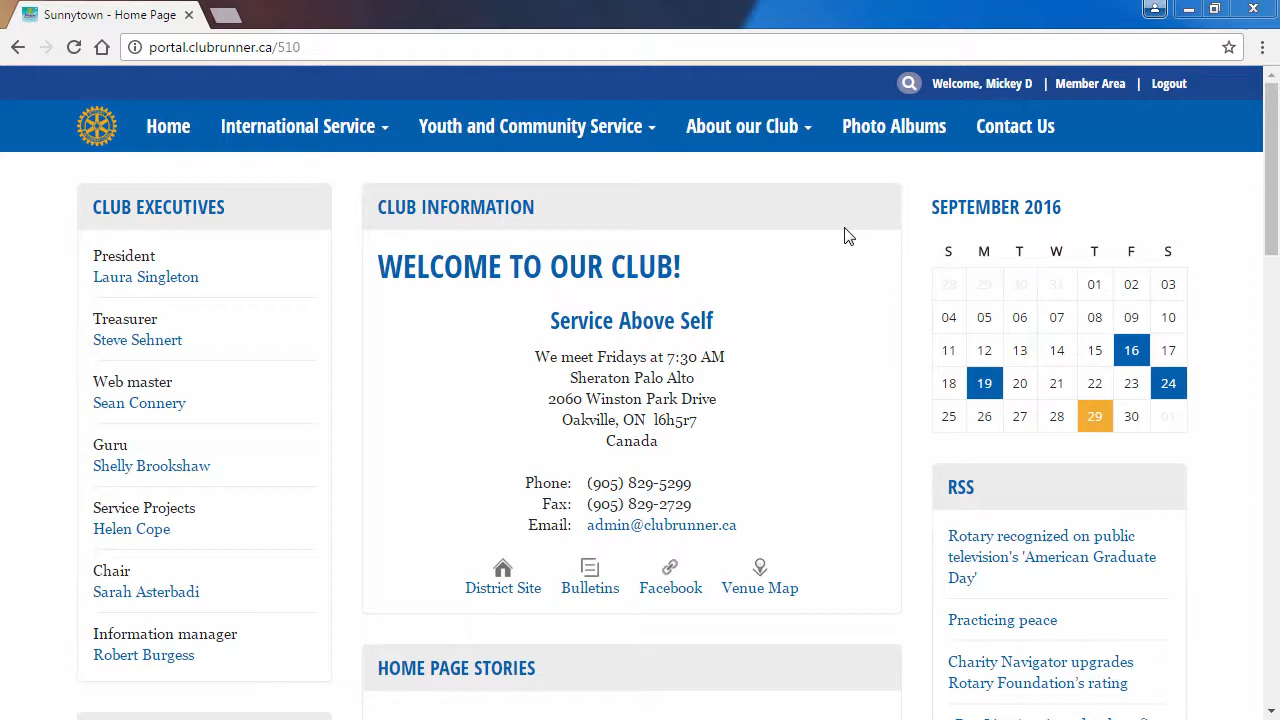 Sunnytown - Home Page
portal.clubrunner.ca/510
Welcome, Mickey D | Member Area | Logout
Home International Service Youth and Community Service About our Club Photo Albums Contact Us
CLUB EXECUTIVES
President
Laura Singleton
Treasurer
Steve Sehnert
Web master
Sean Connery
Guru
Shelly Brookshaw
Service Projects
Helen Cope
Chair
Sarah Asterbadi
Information manager
Robert Burgess
CLUB INFORMATION
WELCOME TO OUR CLUB!
Service Above Self
We meet Fridays at 7:30 AM
Sheraton Palo Alto
2060 Winston Park Drive
Oakville, ON l6h5r7
Canada
Phone: (905) 829-5299
Fax: (905) 829-2729
Email: admin@clubrunner.ca
District Site Bulletins Facebook Venue Map
HOME PAGE STORIES
SEPTEMBER 2016
S M T W T F S
28 29 30 31 01 02 03
04 05 06 07 08 09 10
11 12 13 14 15 16 17
18 19 20 21 22 23 24
25 26 27 28 29 30 01
RSS
Rotary recognized on public
television's 'American Graduate
Day'
Practicing peace
Charity Navigator upgrades
Rotary Foundation's rating